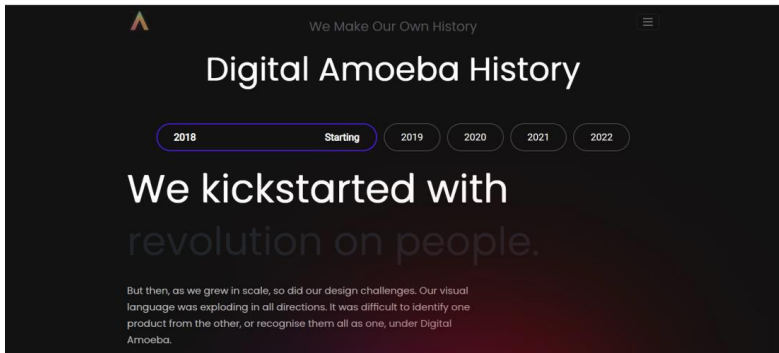 We Make Our Own History
Digital Amoeba History
2018 Starting 2019 2020 2021 2022
We kickstarted with
revolution on people.
But then, as we grew in scale, so did our design challenges. Our visual
language was exploding in all directions. It was difficult to identify one
product from the other, or recognise them all as one, under Digital
Amoeba.